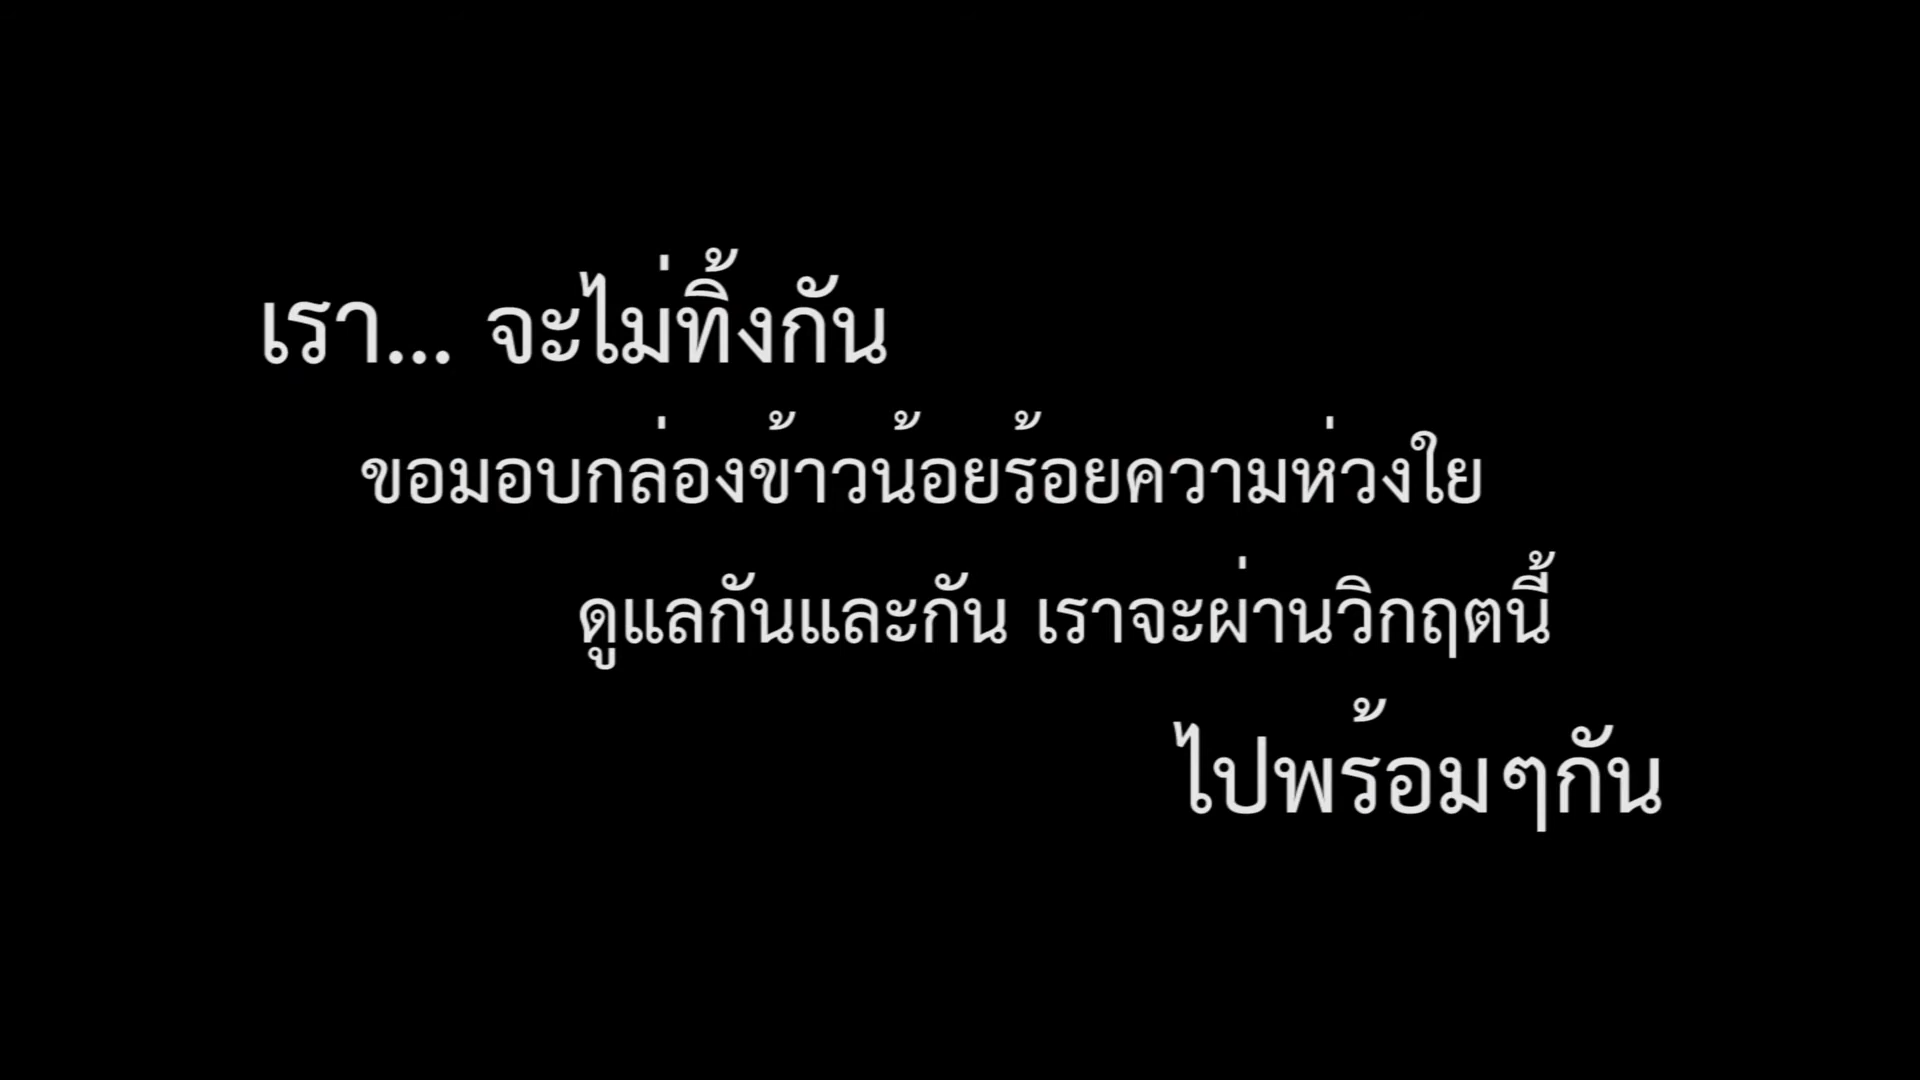 เรา... จะไม่ทิ้งกัน
ขอมอบกล่องข้าวน้อยร้อยความห่วงใย
ดูแลกันและกัน เราจะผ่านวิกฤตนี้
ไปพร้อมๆกัน